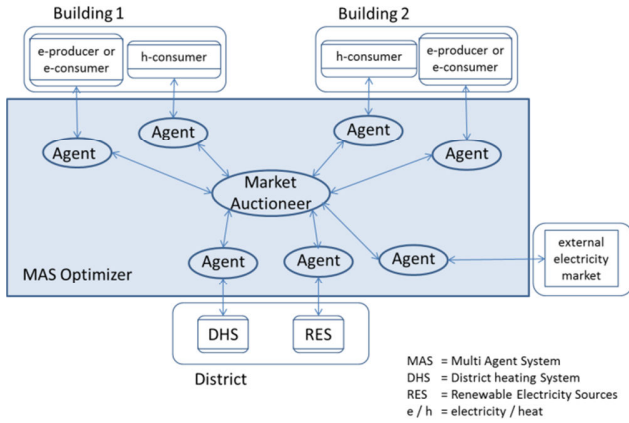 Building 1
Building 2
e-producer or
e-consumer
h-consumer
h-consumer
e-producer or
e-consumer
Agent
Agent
Agent
Agent
Market
Auctioneer
Agent
Agent
Agent
MAS Optimizer
external
electricity
market
DHS
RES
District
MAS = Multi Agent System
DHS = District heating System
RES = Renewable Electricity Sources
e / h = electricity / heat